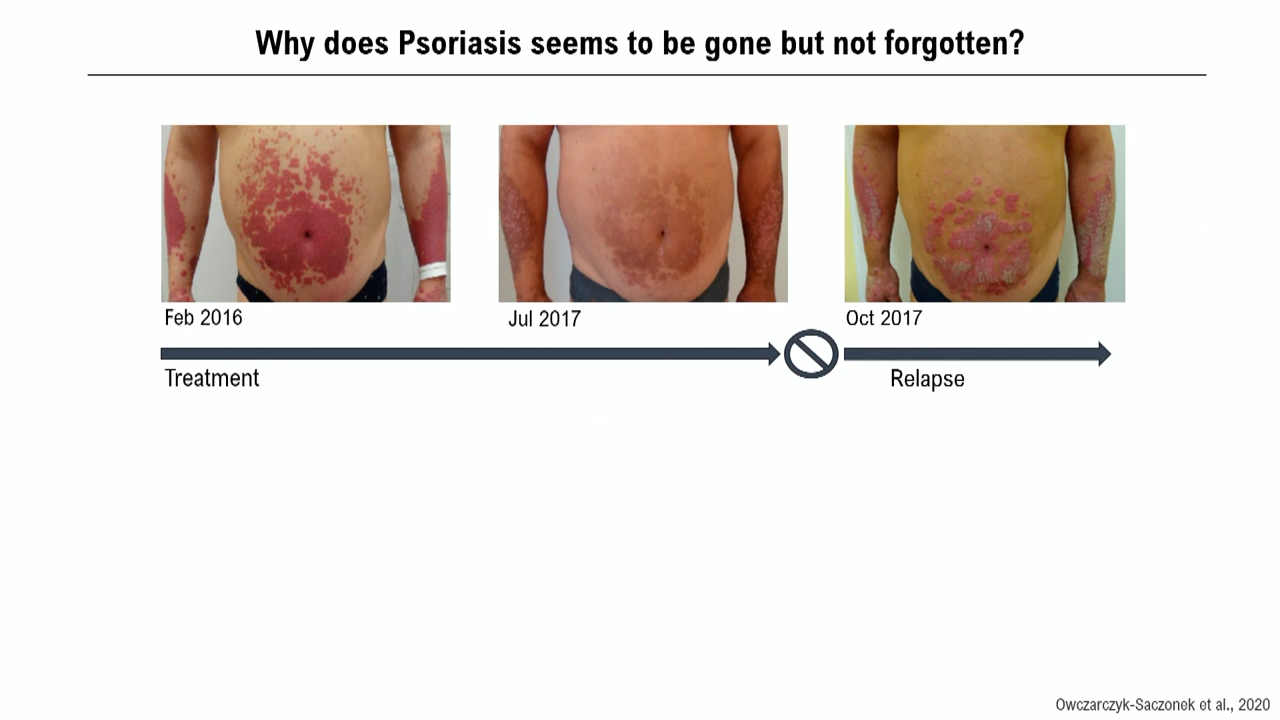 Why does Psoriasis seems to be gone but not forgotten?
Feb 2016
Jul 2017
Oct 2017
Treatment
Relapse
Owczarczyk-Saczonek et al., 2020